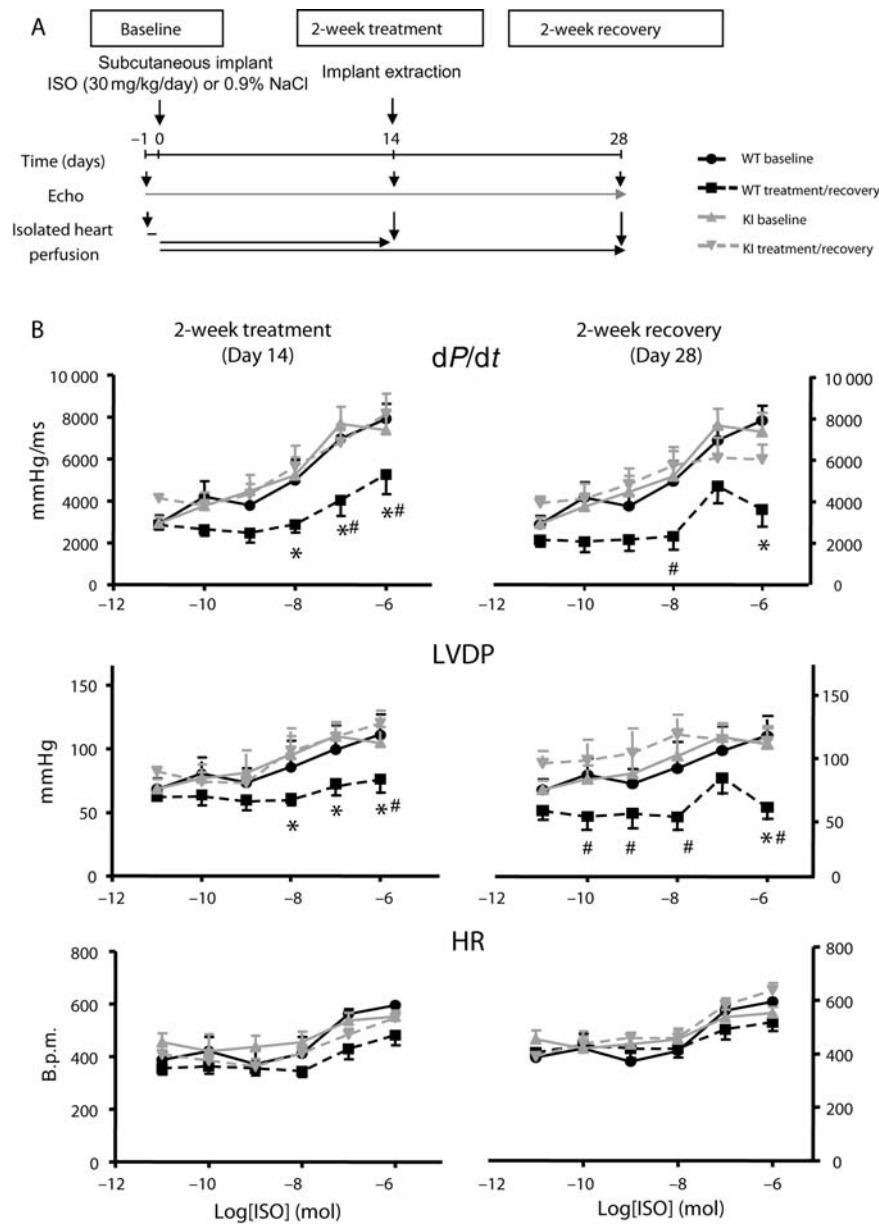 A
Baseline
2-week treatment
2-week recovery
Subcutaneous implant
ISO (30 mg/kg/day) or 0.9% NaCl
Implant extraction
–1 0 14 28
Time (days)
Echo
Isolated heart
perfusion
WT baseline
WT treatment/recovery
KI baseline
KI treatment/recovery
B
2-week treatment
(Day 14)
2-week recovery
(Day 28)
dP/dt
mmHg/ms
10 000
8000
6000
4000
2000
0
* *# *#
–12 –10 –8 –6
10 000
8000
6000
4000
2000
0
# *
–12 –10 –8 –6
LVDP
mmHg
150
100
50
0
* * *#
–12 –10 –8 –6
150
100
50
0
# # # *#
–12 –10 –8 –6
HR
B.p.m.
800
600
400
200
0
–12 –10 –8 –6
Log[ISO] (mol)
800
600
400
200
0
–12 –10 –8 –6
Log[ISO] (mol)